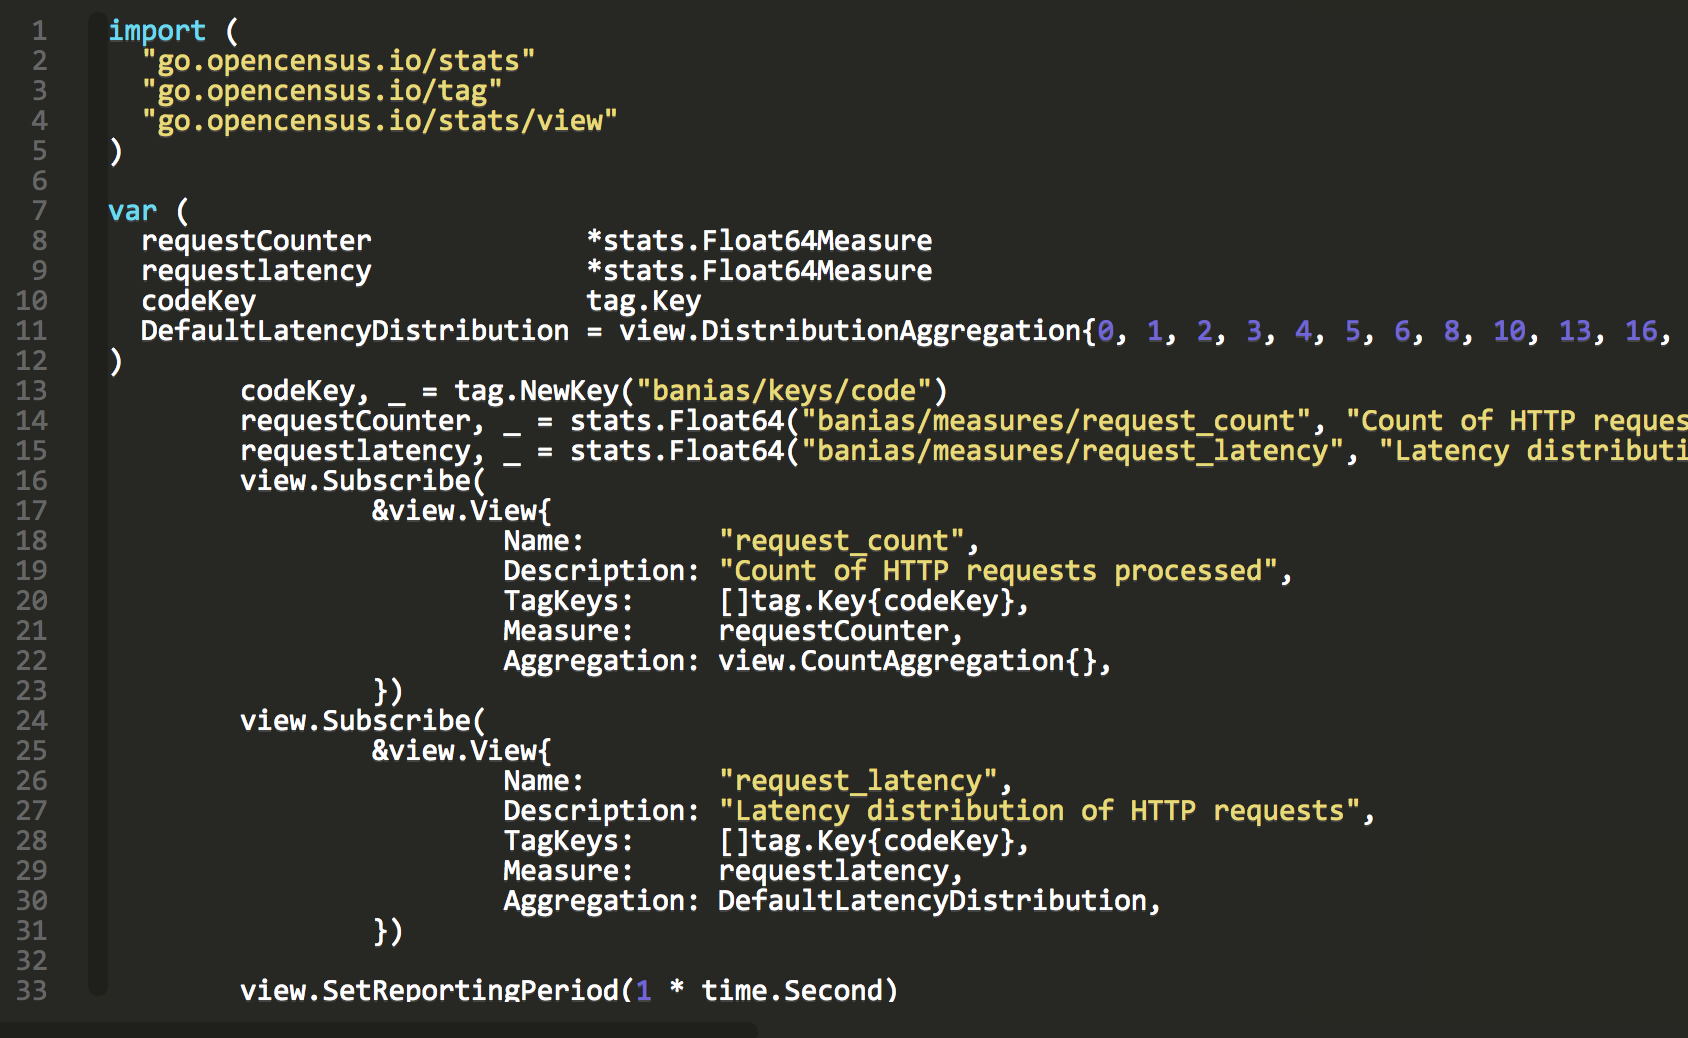 1 import (
2 "go.opencensus.io/stats"
3 "go.opencensus.io/tag"
4 "go.opencensus.io/stats/view"
5 )
6
7 var (
8 requestCounter *stats.Float64Measure
9 requestlatency *stats.Float64Measure
10 codeKey tag.Key
11 DefaultLatencyDistribution = view.DistributionAggregation{0, 1, 2, 3, 4, 5, 6, 8, 10, 13, 16,
12 )
13 codeKey, _ = tag.NewKey("banias/keys/code")
14 requestCounter, _ = stats.Float64("banias/measures/request_count", "Count of HTTP reques
15 requestlatency, _ = stats.Float64("banias/measures/request_latency", "Latency distributi
16 view.Subscribe(
17 &view.View{
18 Name: "request_count",
19 Description: "Count of HTTP requests processed",
20 TagKeys: []tag.Key{codeKey},
21 Measure: requestCounter,
22 Aggregation: view.CountAggregation{},
23 })
24 view.Subscribe(
25 &view.View{
26 Name: "request_latency",
27 Description: "Latency distribution of HTTP requests",
28 TagKeys: []tag.Key{codeKey},
29 Measure: requestlatency,
30 Aggregation: DefaultLatencyDistribution,
31 })
32
33 view.SetReportingPeriod(1 * time.Second)